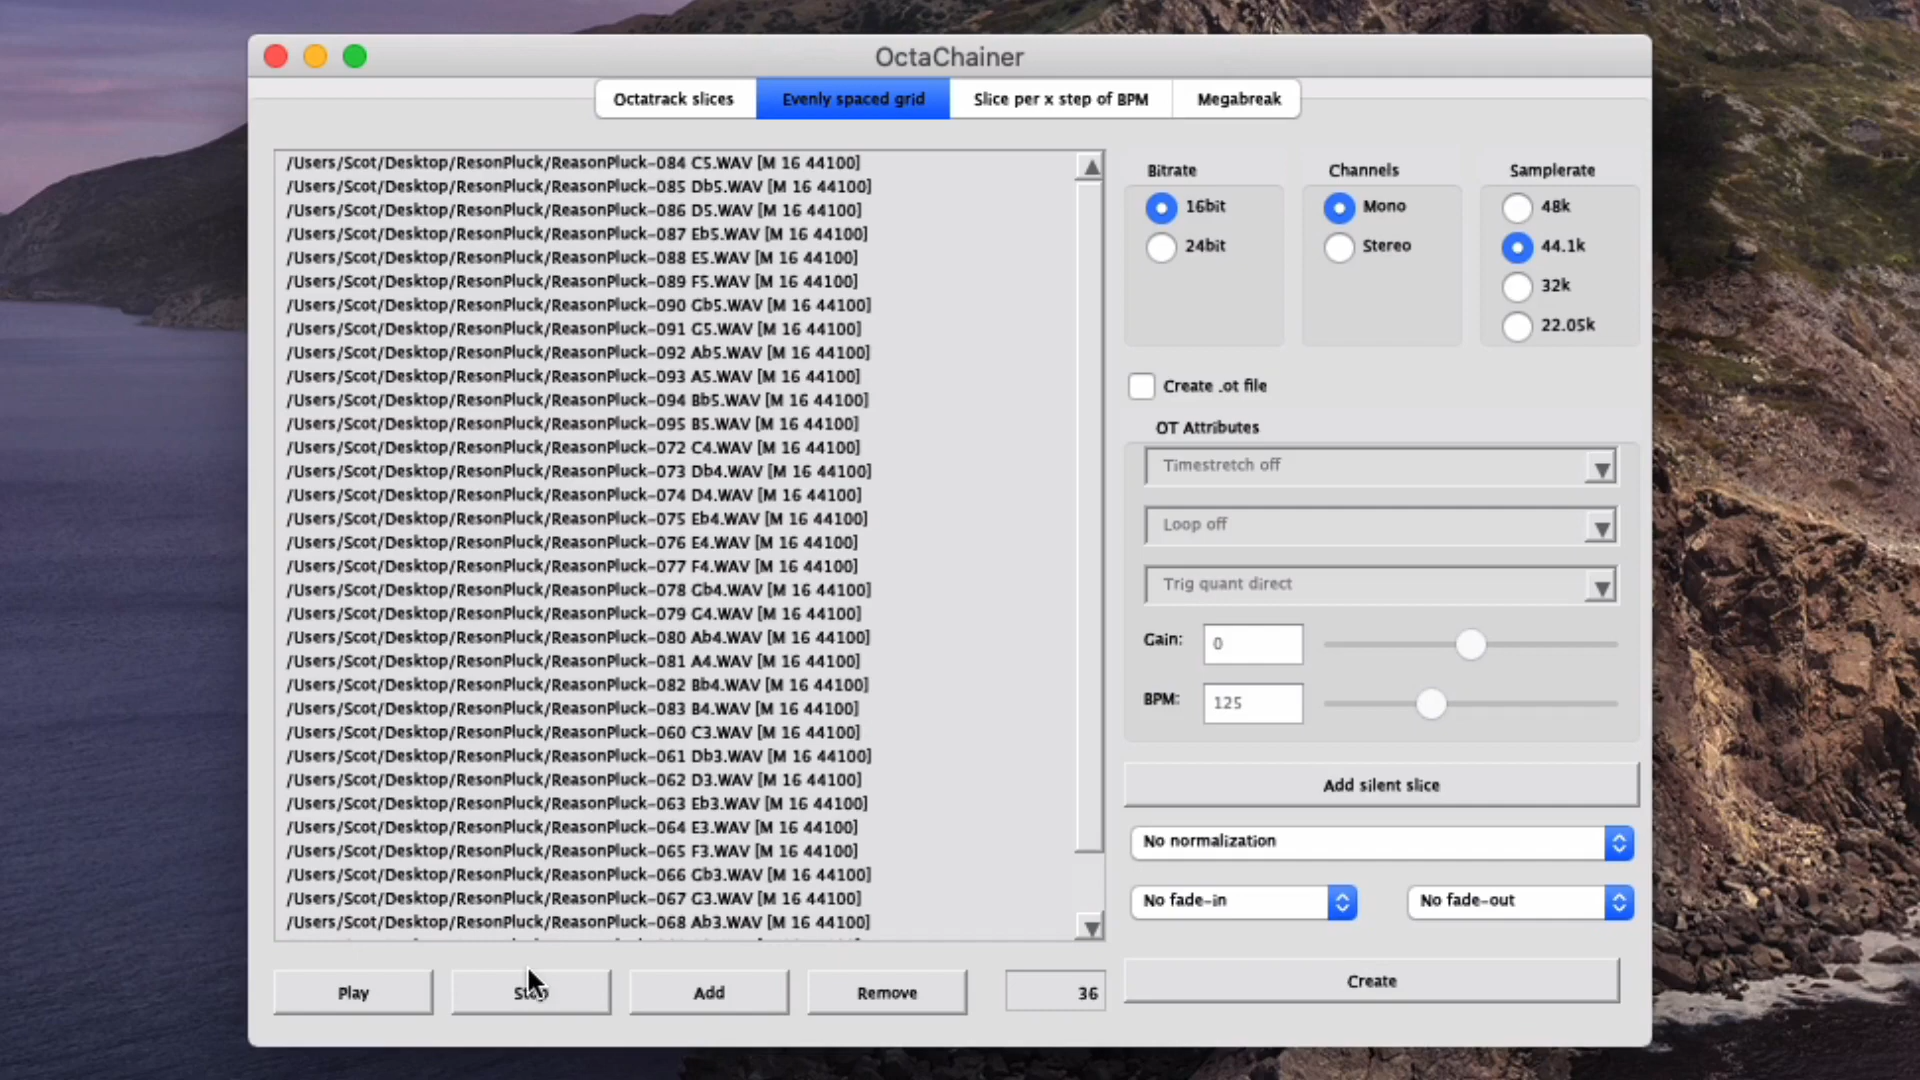 OctaChainer
Octatrack slices
Evenly spaced grid
Slice per x step of BPM
Megabreak
/Users/Scot/Desktop/ResonPluck/ReasonPluck-084 C5.WAV [M 16 44100]
/Users/Scot/Desktop/ResonPluck/ReasonPluck-085 Db5.WAV [M 16 44100]
/Users/Scot/Desktop/ResonPluck/ReasonPluck-086 D5.WAV [M 16 44100]
/Users/Scot/Desktop/ResonPluck/ReasonPluck-087 Eb5.WAV [M 16 44100]
/Users/Scot/Desktop/ResonPluck/ReasonPluck-088 E5.WAV [M 16 44100]
/Users/Scot/Desktop/ResonPluck/ReasonPluck-089 F5.WAV [M 16 44100]
/Users/Scot/Desktop/ResonPluck/ReasonPluck-090 Gb5.WAV [M 16 44100]
/Users/Scot/Desktop/ResonPluck/ReasonPluck-091 G5.WAV [M 16 44100]
/Users/Scot/Desktop/ResonPluck/ReasonPluck-092 Ab5.WAV [M 16 44100]
/Users/Scot/Desktop/ResonPluck/ReasonPluck-093 A5.WAV [M 16 44100]
/Users/Scot/Desktop/ResonPluck/ReasonPluck-094 Bb5.WAV [M 16 44100]
/Users/Scot/Desktop/ResonPluck/ReasonPluck-095 B5.WAV [M 16 44100]
/Users/Scot/Desktop/ResonPluck/ReasonPluck-072 C4.WAV [M 16 44100]
/Users/Scot/Desktop/ResonPluck/ReasonPluck-073 Db4.WAV [M 16 44100]
/Users/Scot/Desktop/ResonPluck/ReasonPluck-074 D4.WAV [M 16 44100]
/Users/Scot/Desktop/ResonPluck/ReasonPluck-075 Eb4.WAV [M 16 44100]
/Users/Scot/Desktop/ResonPluck/ReasonPluck-076 E4.WAV [M 16 44100]
/Users/Scot/Desktop/ResonPluck/ReasonPluck-077 F4.WAV [M 16 44100]
/Users/Scot/Desktop/ResonPluck/ReasonPluck-078 Gb4.WAV [M 16 44100]
/Users/Scot/Desktop/ResonPluck/ReasonPluck-079 G4.WAV [M 16 44100]
/Users/Scot/Desktop/ResonPluck/ReasonPluck-080 Ab4.WAV [M 16 44100]
/Users/Scot/Desktop/ResonPluck/ReasonPluck-081 A4.WAV [M 16 44100]
/Users/Scot/Desktop/ResonPluck/ReasonPluck-082 Bb4.WAV [M 16 44100]
/Users/Scot/Desktop/ResonPluck/ReasonPluck-083 B4.WAV [M 16 44100]
/Users/Scot/Desktop/ResonPluck/ReasonPluck-060 C3.WAV [M 16 44100]
/Users/Scot/Desktop/ResonPluck/ReasonPluck-061 Db3.WAV [M 16 44100]
/Users/Scot/Desktop/ResonPluck/ReasonPluck-062 D3.WAV [M 16 44100]
/Users/Scot/Desktop/ResonPluck/ReasonPluck-063 Eb3.WAV [M 16 44100]
/Users/Scot/Desktop/ResonPluck/ReasonPluck-064 E3.WAV [M 16 44100]
/Users/Scot/Desktop/ResonPluck/ReasonPluck-065 F3.WAV [M 16 44100]
/Users/Scot/Desktop/ResonPluck/ReasonPluck-066 Gb3.WAV [M 16 44100]
/Users/Scot/Desktop/ResonPluck/ReasonPluck-067 G3.WAV [M 16 44100]
/Users/Scot/Desktop/ResonPluck/ReasonPluck-068 Ab3.WAV [M 16 44100]
Play
Stop
Add
Remove
36
Bitrate
16bit
24bit
Channels
Mono
Stereo
Samplerate
48k
44.1k
32k
22.05k
Create .ot file
OT Attributes
Timestretch off
Loop off
Trig quant direct
Gain:
0
BPM:
125
Add silent slice
No normalization
No fade-in
No fade-out
Create